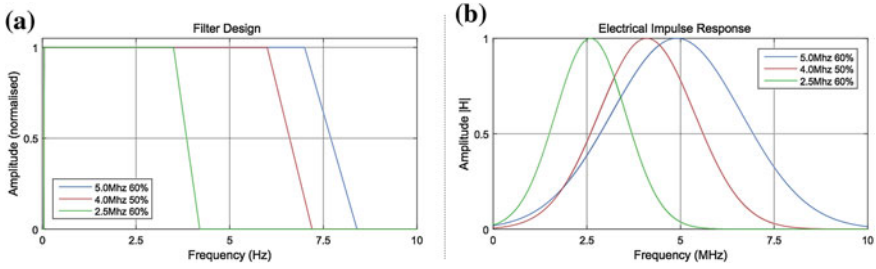 (a)
Filter Design
Amplitude (normalised)
1
0.5
0
5.0Mhz 60%
4.0Mhz 50%
2.5Mhz 60%
0
2.5
5
7.5
10
Frequency (Hz)
(b)
Electrical Impulse Response
Amplitude |H|
1
0.5
0
5.0Mhz 60%
4.0Mhz 50%
2.5Mhz 60%
0
2.5
5
7.5
10
Frequency (MHz)